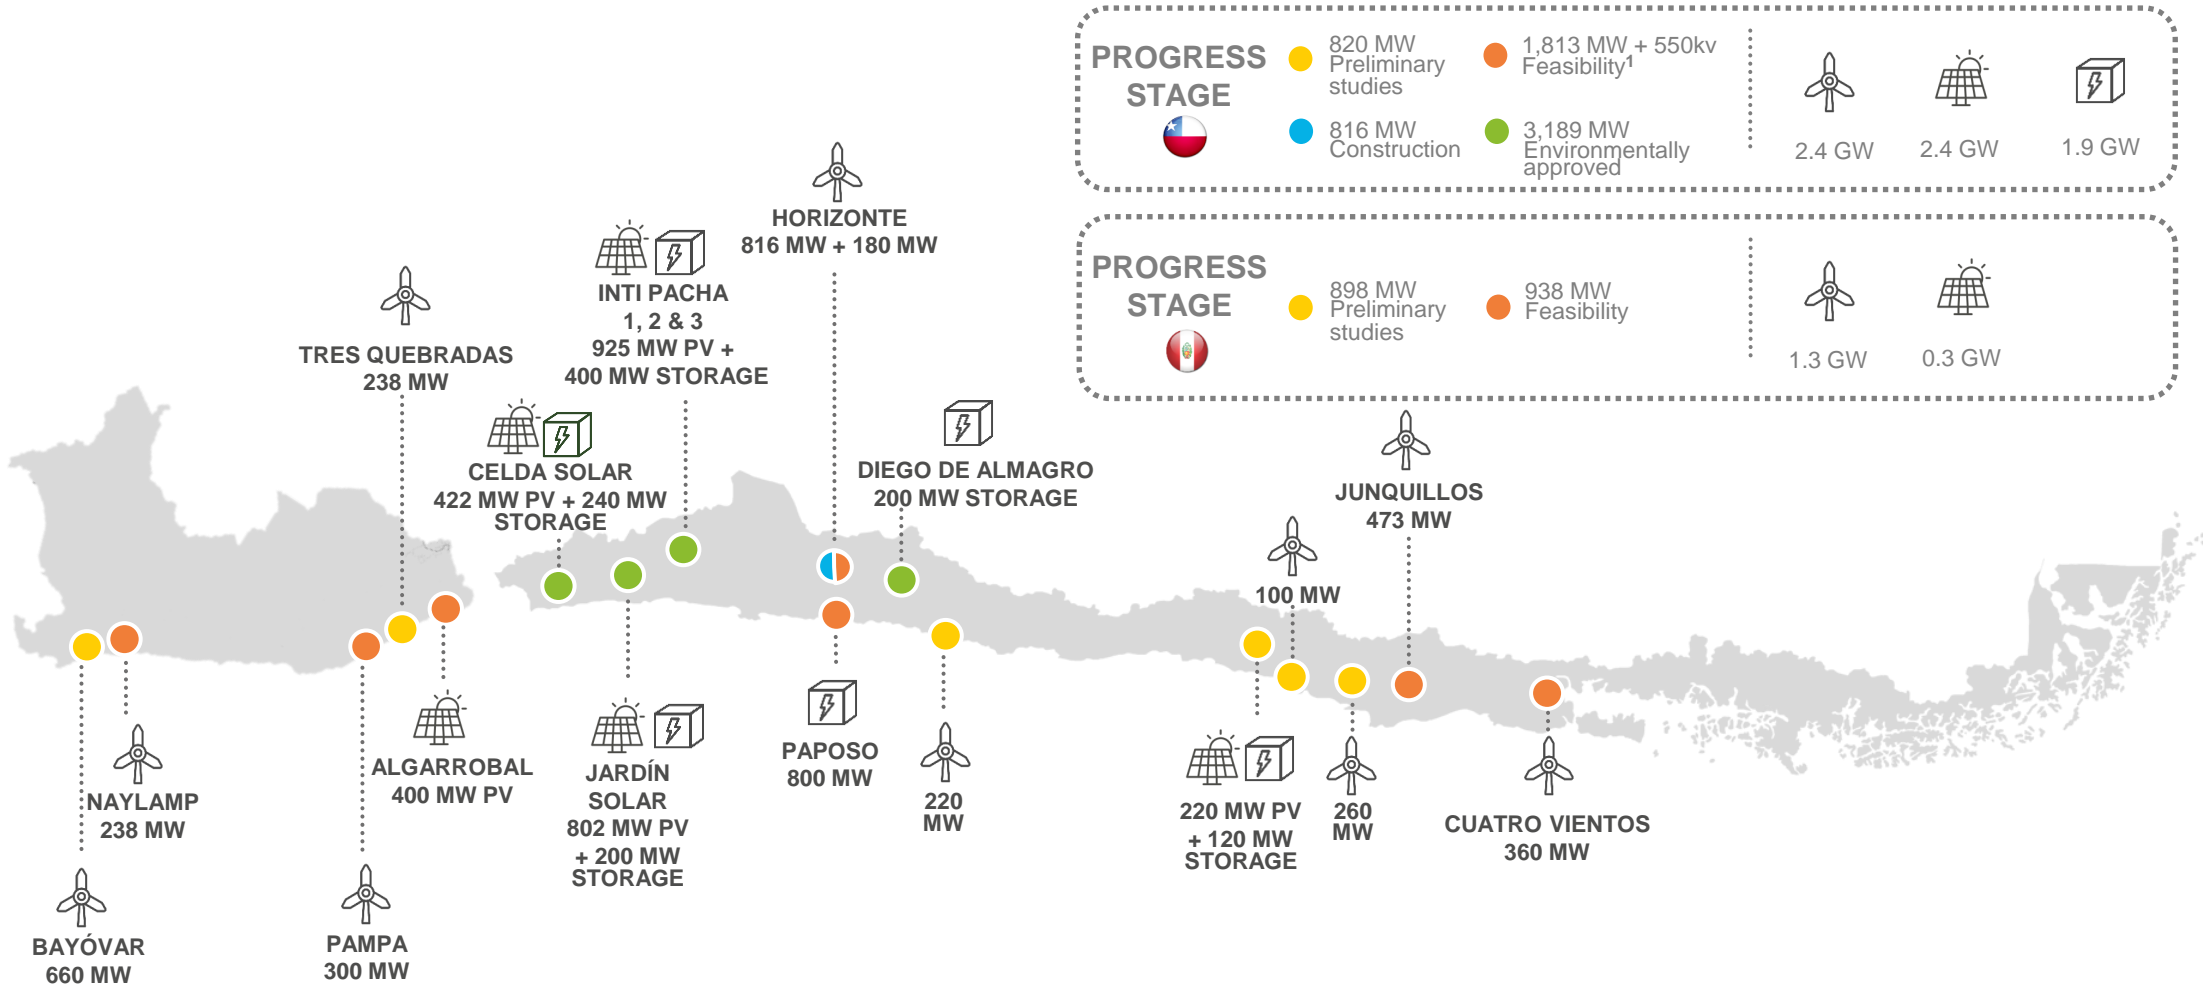 PROGRESS
STAGE
820 MW
Preliminary
studies
1,813 MW + 550kv
Feasibility¹
816 MW
Construction
3,189 MW
Environmentally
approved
2.4 GW
2.4 GW
1.9 GW
PROGRESS
STAGE
898 MW
Preliminary
studies
938 MW
Feasibility
1.3 GW
0.3 GW
HORIZONTE
816 MW + 180 MW
INTI PACHA
1, 2 & 3
925 MW PV +
400 MW STORAGE
TRES QUEBRADAS
238 MW
CELDA SOLAR
422 MW PV + 240 MW
STORAGE
DIEGO DE ALMAGRO
200 MW STORAGE
JUNQUILLOS
473 MW
100 MW
NAYLAMP
238 MW
BAYÓVAR
660 MW
PAMPA
300 MW
ALGARROBAL
400 MW PV
JARDÍN
SOLAR
802 MW PV
+ 200 MW
STORAGE
PAPOSO
800 MW
220
MW
220 MW PV
+ 120 MW
STORAGE
260
MW
CUATRO VIENTOS
360 MW